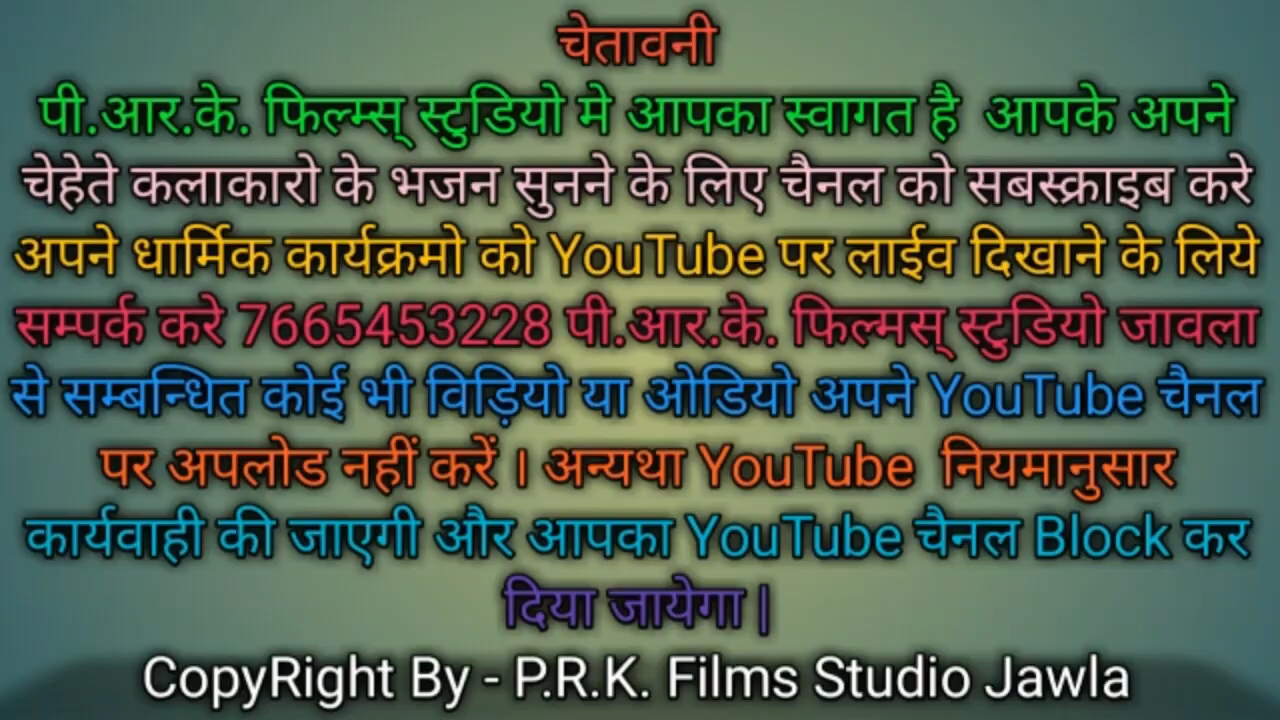 चेतावनी
पी.आर.के. फिल्म्स् स्टुडियो मे आपका स्वागत है आपके अपने
चेहेते कलाकारो के भजन सुनने के लिए चैनल को सबस्क्राइब करे
अपने धार्मिक कार्यक्रमो को YouTube पर लाईव दिखाने के लिये
सम्पर्क करे 7665453228 पी.आर.के. फिल्मस् स्टुडियो जावला
से सम्बन्धित कोई भी विड़ियो या ओडियो अपने YouTube चैनल
पर अपलोड नहीं करें । अन्यथा YouTube नियमानुसार
कार्यवाही की जाएगी और आपका YouTube चैनल Block कर
दिया जायेगा |
CopyRight By - P.R.K. Films Studio Jawla